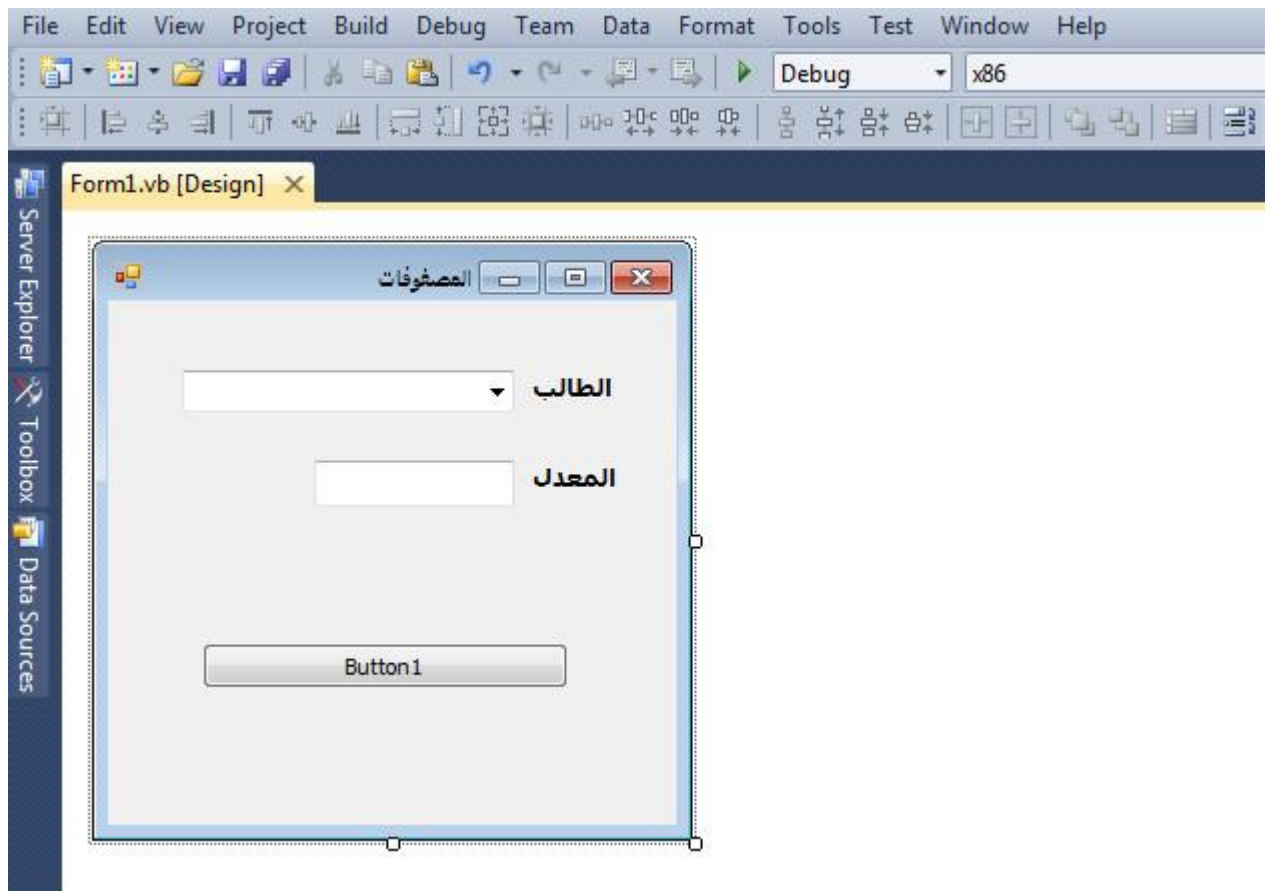 File Edit View Project Build Debug Team Data Format Tools Test Window Help
Debug x86
Form1.vb [Design]
Server Explorer
Toolbox
Data Sources
المصفوفات
الطالب
المعدل
Button1